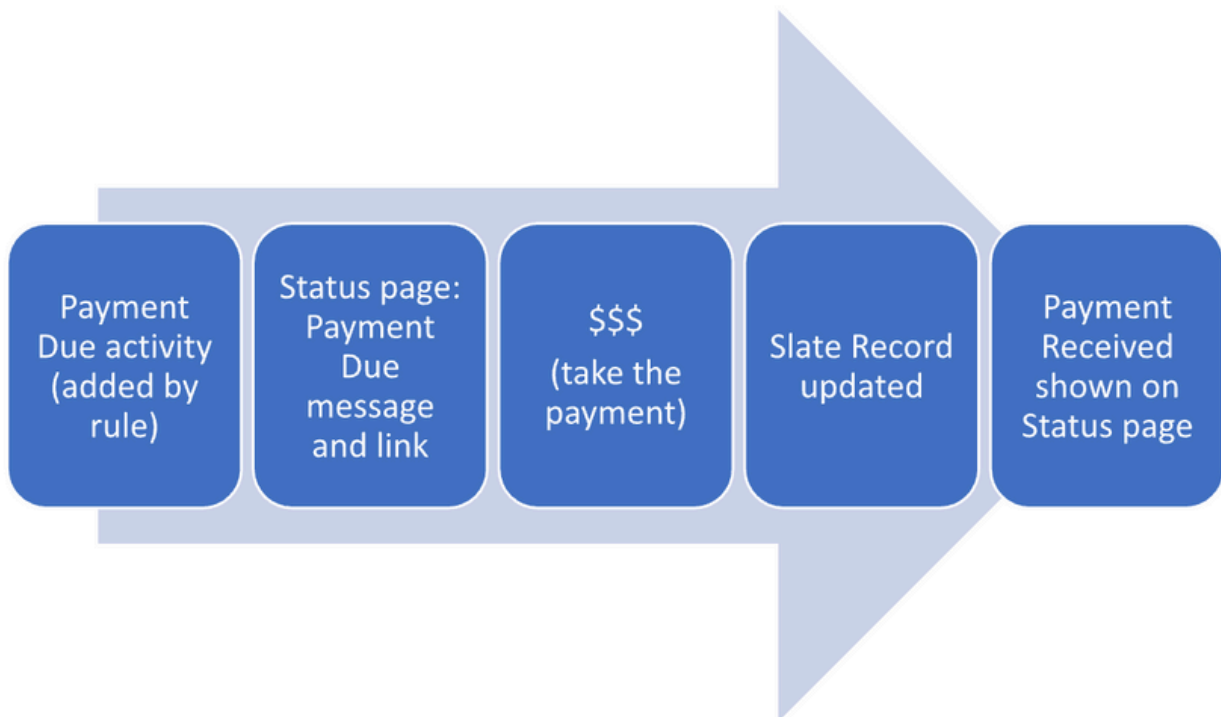 Payment
Due activity
(added by
rule)
Status page:
Payment
Due
message
and link
$$$
(take the
payment)
Slate Record
updated
Payment
Received
shown on
Status page